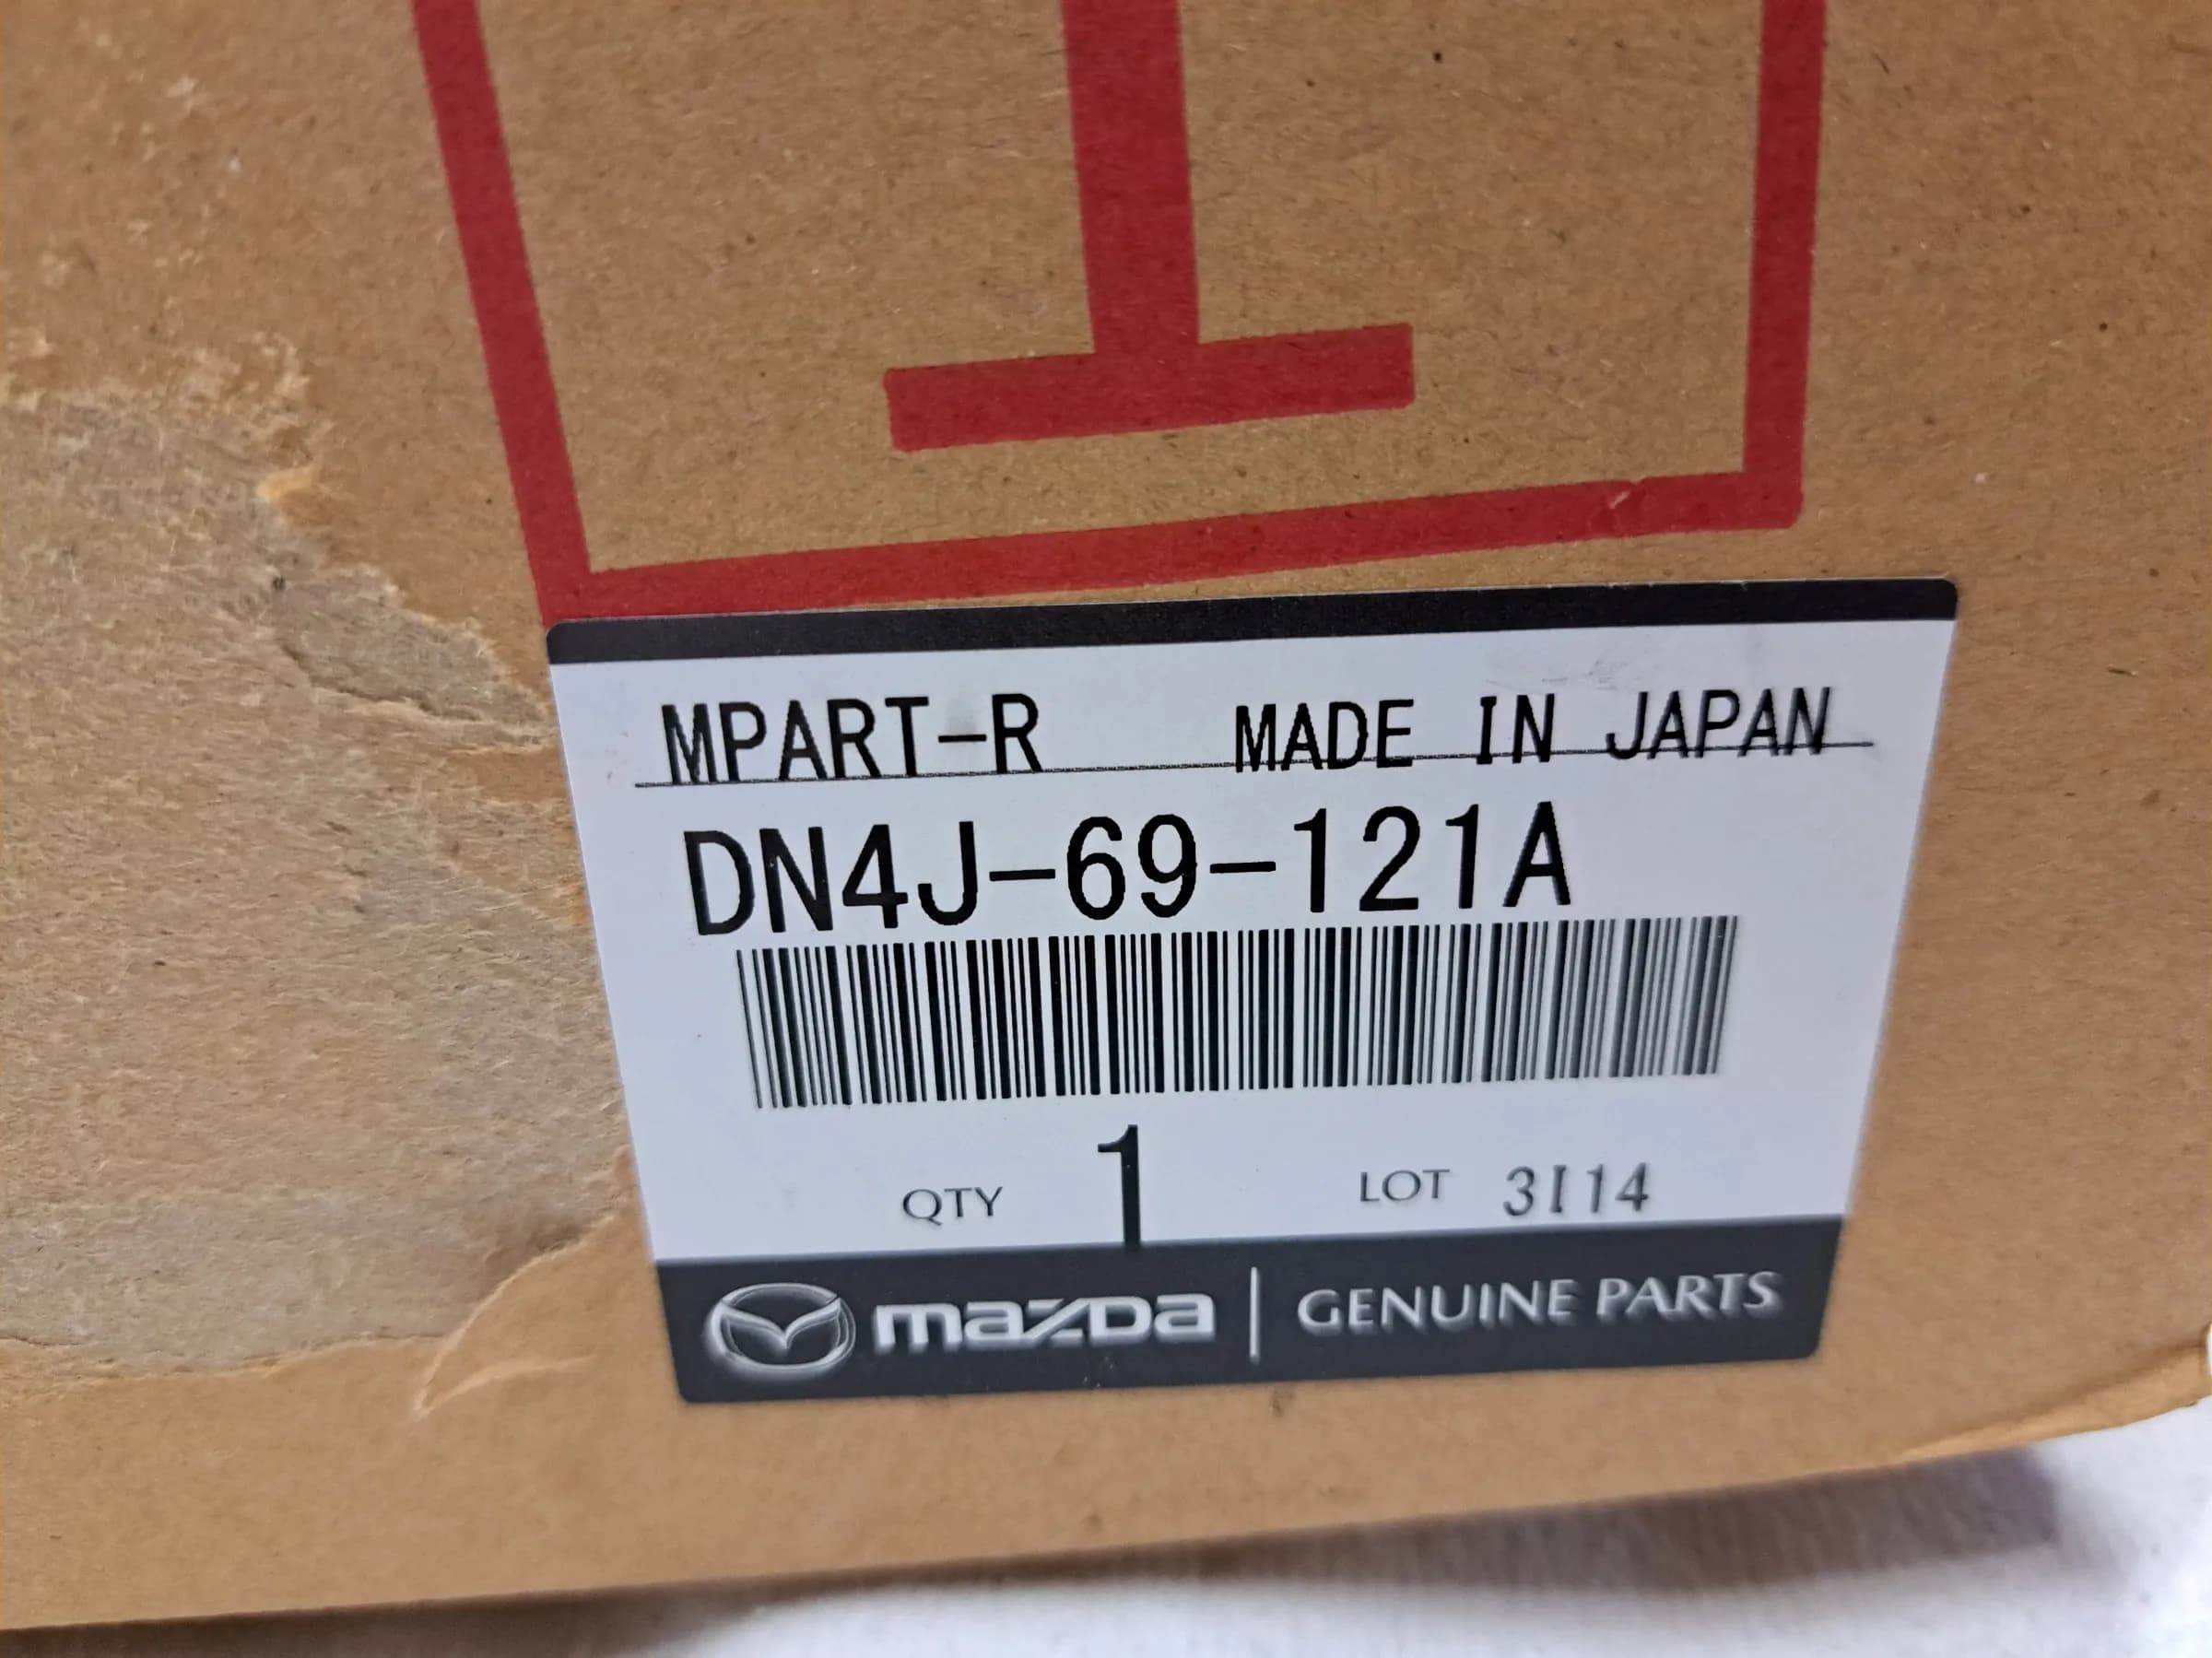 MPART-R MADE IN JAPAN
DN4J-69-121A
QTY 1 LOT 3I14
mazda GENUINE PARTS